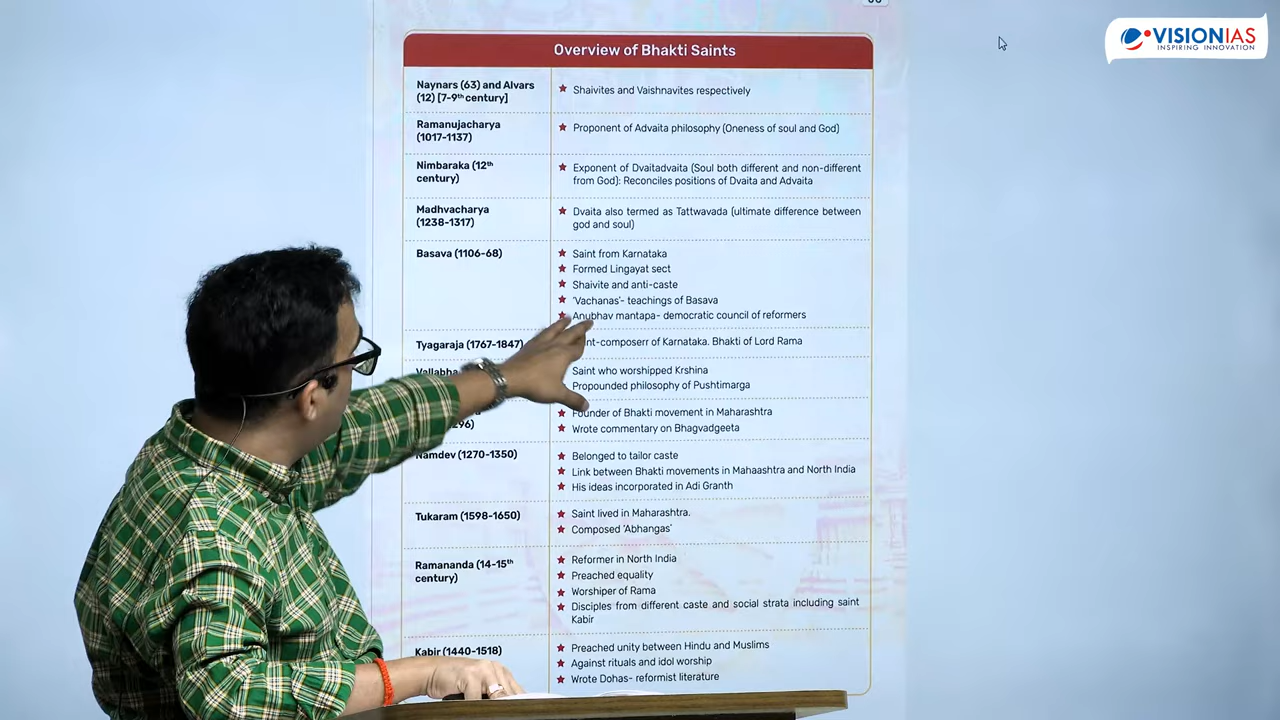 VISIONIAS
INSPIRING INNOVATION
Overview of Bhakti Saints
Naynars (63) and Alvars
(12) [7-9th century]
Shaivites and Vaishnavites respectively
Ramanujacharya
(1017-1137)
Proponent of Advaita philosophy (Oneness of soul and God)
Nimbaraka (12th
century)
Exponent of Dvaitadvaita (Soul both different and non-different
from God): Reconciles positions of Dvaita and Advaita
Madhvacharya
(1238-1317)
Dvaita also termed as Tattwavada (ultimate difference between
god and soul)
Basava (1106-68)
Saint from Karnataka
Formed Lingayat sect
Shaivite and anti-caste
'Vachanas'- teachings of Basava
Anubhav mantapa- democratic council of reformers
Tyagaraja (1767-1847)
composerr of Karnataka. Bhakti of Lord Rama
Saint who worshipped Krshina
Propounded philosophy of Pushtimarga
Founder of Bhakti movement in Maharashtra
Wrote commentary on Bhagvadgeeta
Namdev (1270-1350)
Belonged to tailor caste
Link between Bhakti movements in Mahaashtra and North India
His ideas incorporated in Adi Granth
Tukaram (1598-1650)
Saint lived in Maharashtra.
Composed 'Abhangas'
Ramananda (14-15th
century)
Reformer in North India
Preached equality
Worshiper of Rama
Disciples from different caste and social strata including saint
Kabir
Kabir (1440-1518)
Preached unity between Hindu and Muslims
Against rituals and idol worship
Wrote Dohas- reformist literature